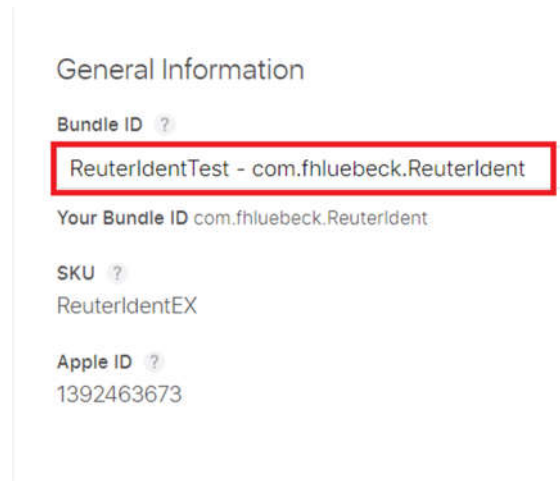 General Information
Bundle ID ?
ReuterIdentTest - com.fhluebeck.ReuterIdent
Your Bundle ID com.fhluebeck.ReuterIdent
SKU ?
ReuterIdentEX
Apple ID ?
1392463673